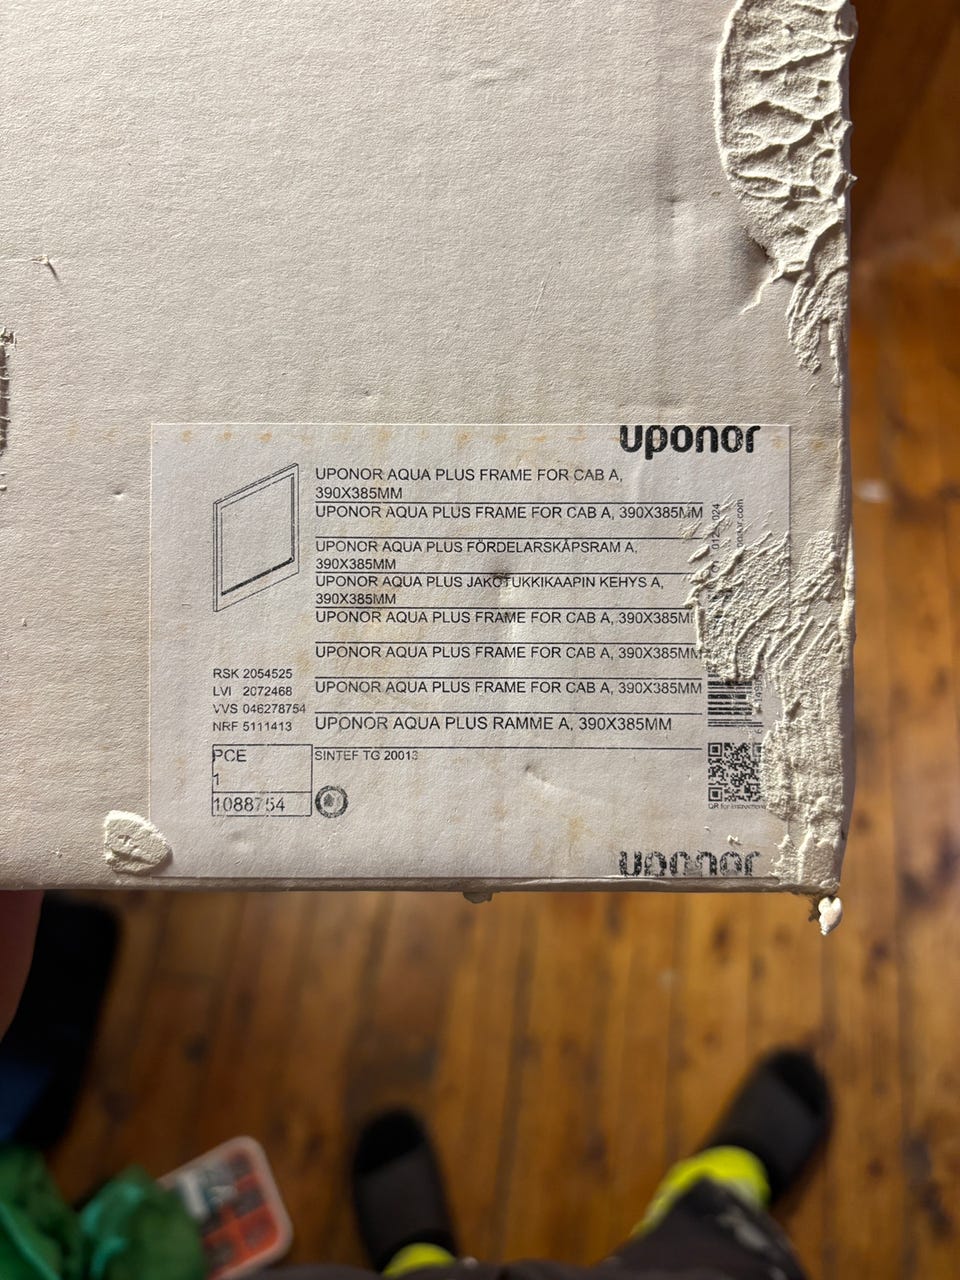 uponor
UPONOR AQUA PLUS FRAME FOR CAB A,
390X385MM
UPONOR AQUA PLUS FRAME FOR CAB A, 390X385MM
UPONOR AQUA PLUS FÖRDELARSKÅPSRAM A,
390X385MM
UPONOR AQUA PLUS JAKOTUKKIKAAPIN KEHYS A,
390X385MM
UPONOR AQUA PLUS FRAME FOR CAB A, 390X385M
UPONOR AQUA PLUS FRAME FOR CAB A, 390X385MM
UPONOR AQUA PLUS FRAME FOR CAB A, 390X385MM
UPONOR AQUA PLUS RAMME A, 390X385MM
RSK 2054525
LVI 2072468
VVS 046278754
NRF 5111413
PCE
1
1088754
SINTEF TG 20013
QR for instructions
uponor